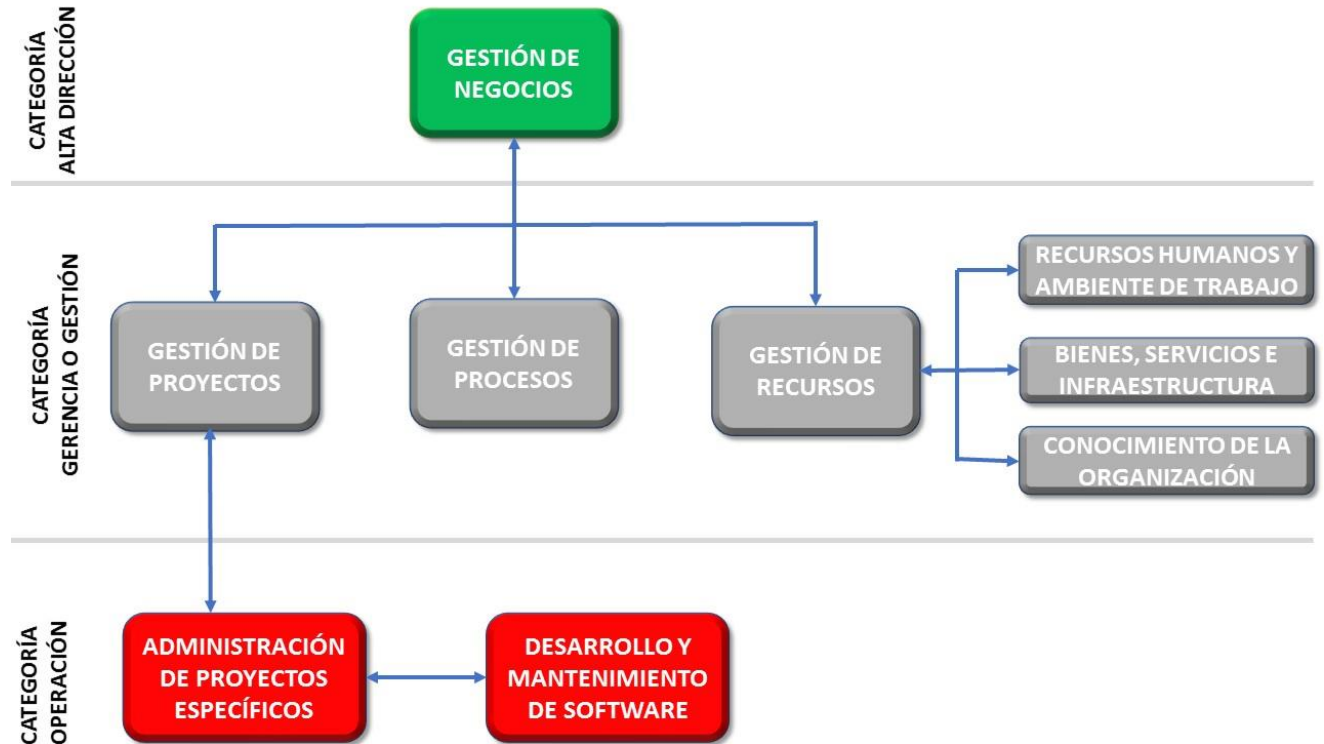 CATEGORÍA
ALTA DIRECCIÓN
GESTIÓN DE
NEGOCIOS
CATEGORÍA
GERENCIA O GESTIÓN
GESTIÓN DE
PROYECTOS
GESTIÓN DE
PROCESOS
GESTIÓN DE
RECURSOS
RECURSOS HUMANOS Y
AMBIENTE DE TRABAJO
BIENES, SERVICIOS E
INFRAESTRUCTURA
CONOCIMIENTO DE LA
ORGANIZACIÓN
CATEGORÍA
OPERACIÓN
ADMINISTRACIÓN
DE PROYECTOS
ESPECÍFICOS
DESARROLLO Y
MANTENIMIENTO
DE SOFTWARE